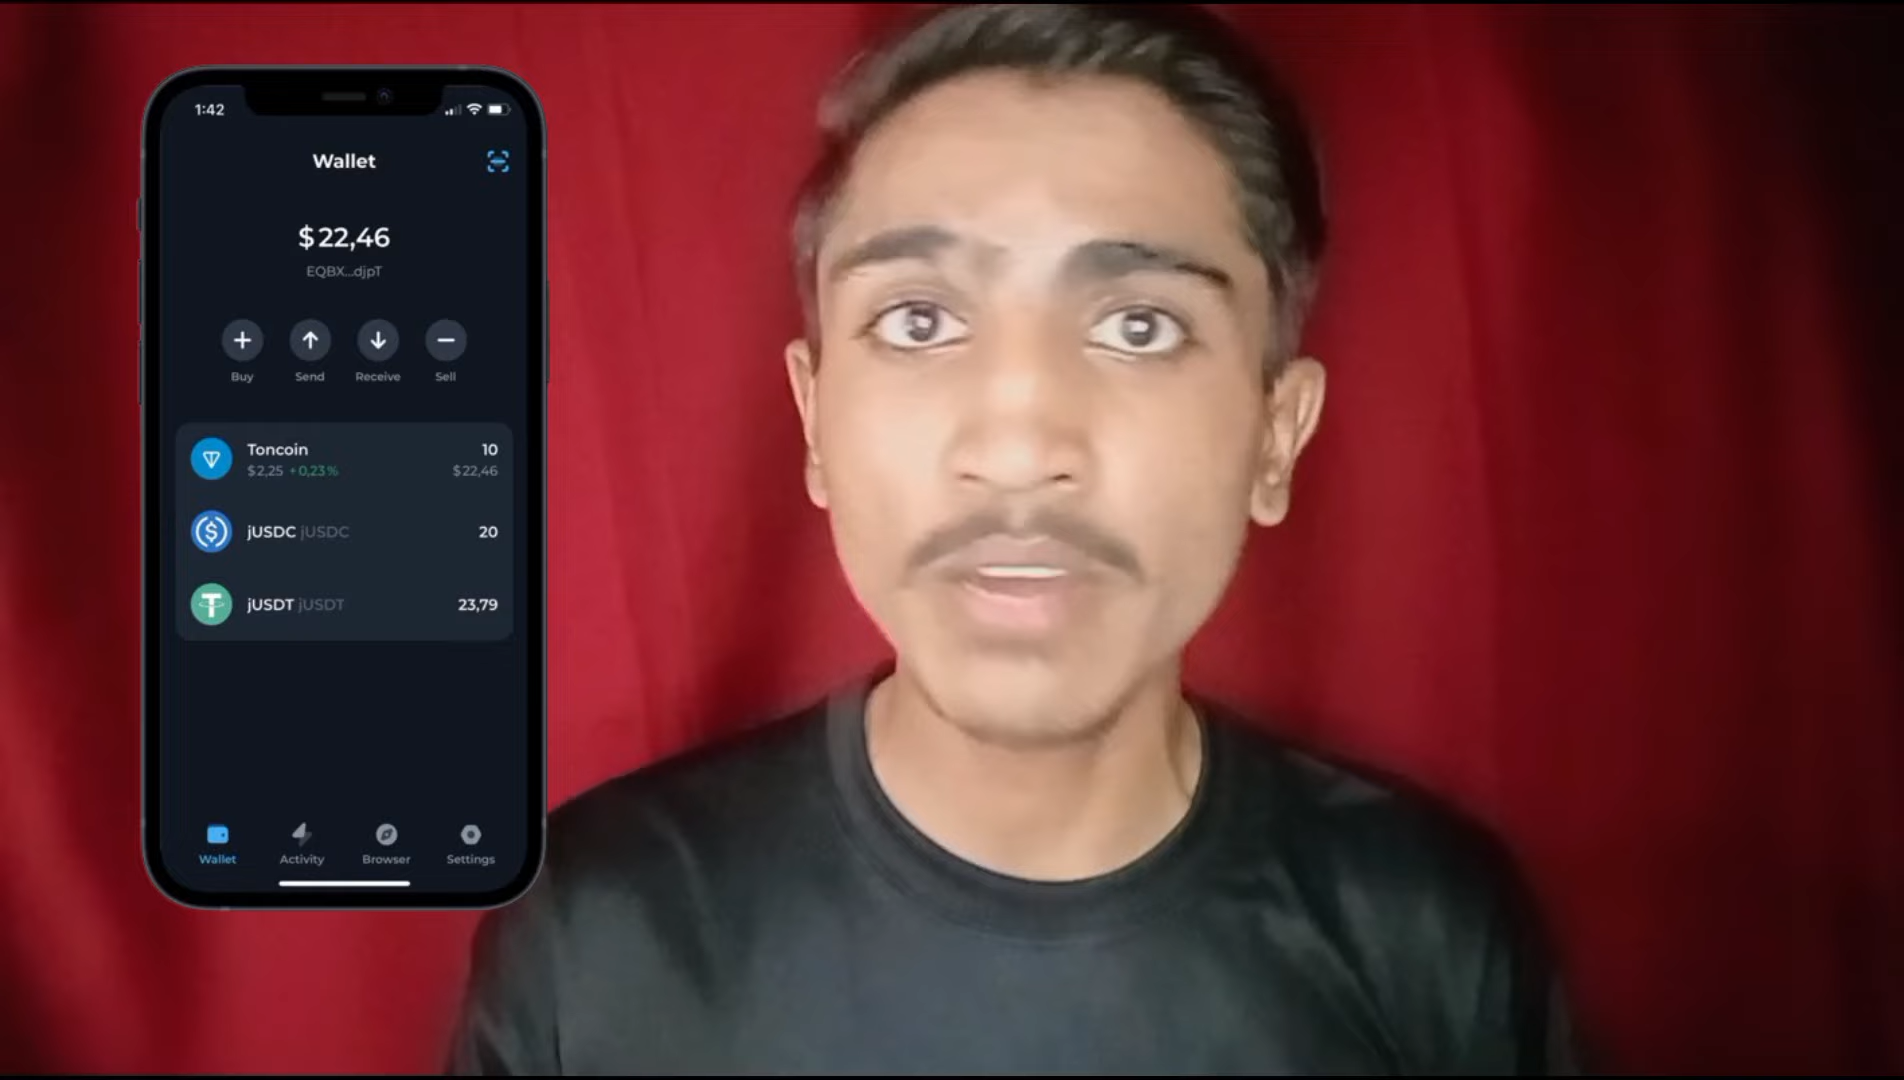 1:42
Wallet
$22,46
EQBX...djpT
Buy Send Receive Sell
Toncoin 10
$2,25 +0,23% $22,46
jUSDC jUSDC 20
jUSDT jUSDT 23,79
Wallet Activity Browser Settings